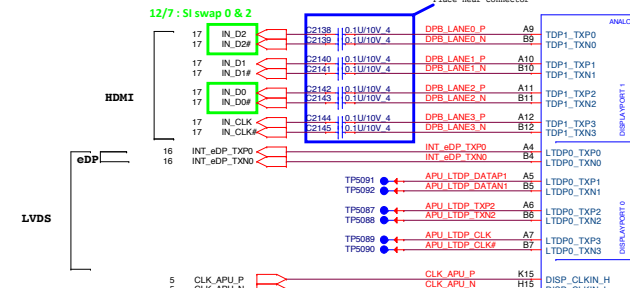 Place near connector
12/7 : SI swap 0 & 2
ANALO
17 IN_D2 C2138 0.1U/10V_4 DPB_LANE0_P A9 TDP1_TXP0
17 IN_D2# C2139 0.1U/10V_4 DPB_LANE0_N B9 TDP1_TXN0
17 IN_D1 C2140 0.1U/10V_4 DPB_LANE1_P A10 TDP1_TXP1
17 IN_D1# C2141 0.1U/10V_4 DPB_LANE1_N B10 TDP1_TXN1
HDMI
17 IN_D0 C2142 0.1U/10V_4 DPB_LANE2_P A11 TDP1_TXP2
17 IN_D0# C2143 0.1U/10V_4 DPB_LANE2_N B11 TDP1_TXN2
17 IN_CLK C2144 0.1U/10V_4 DPB_LANE3_P A12 TDP1_TXP3
17 IN_CLK# C2145 0.1U/10V_4 DPB_LANE3_N B12 TDP1_TXN3
DISPLAYPORT 1
eDP
16 INT_eDP_TXP0 INT_eDP_TXP0 A4 LTDP0_TXP0
16 INT_eDP_TXN0 INT_eDP_TXN0 B4 LTDP0_TXN0
TP5091 APU_LTDP_DATAP1 A5 LTDP0_TXP1
TP5092 APU_LTDP_DATAN1 B5 LTDP0_TXN1
LVDS
TP5087 APU_LTDP_TXP2 A6 LTDP0_TXP2
TP5088 APU_LTDP_TXN2 B6 LTDP0_TXN2
TP5089 APU_LTDP_CLK A7 LTDP0_TXP3
TP5090 APU_LTDP_CLK# B7 LTDP0_TXN3
DISPLAYPORT 0
5 CLK_APU_P CLK_APU_P K15 DISP_CLKIN_H
5 CLK_APU_N CLK_APU_N H15